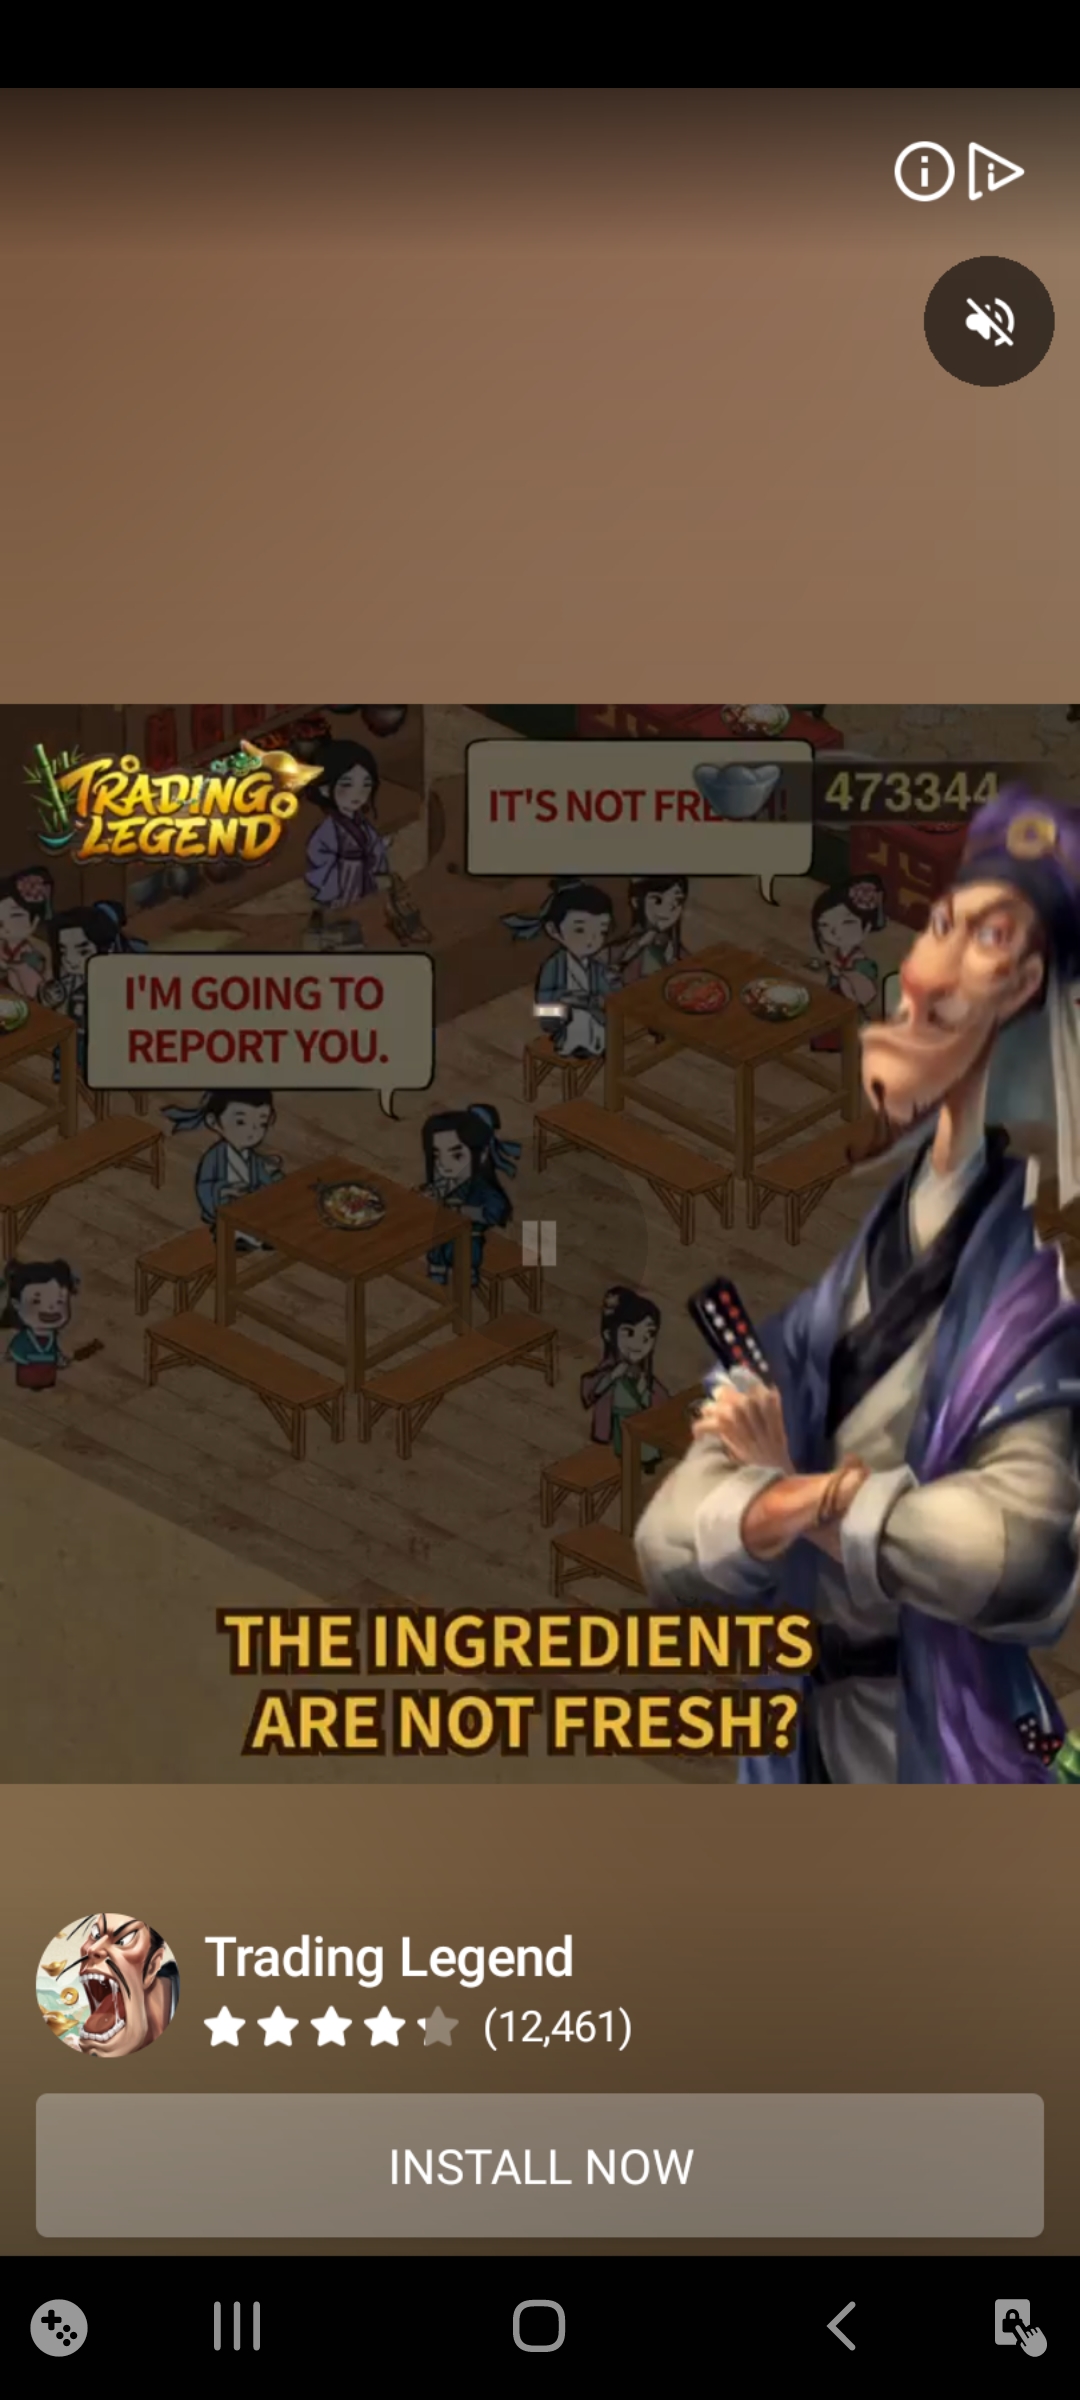 TRADING
LEGEND
IT'S NOT
473344
I'M GOING TO
REPORT YOU.
THE INGREDIENTS
ARE NOT FRESH?
Trading Legend
(12,461)
INSTALL NOW